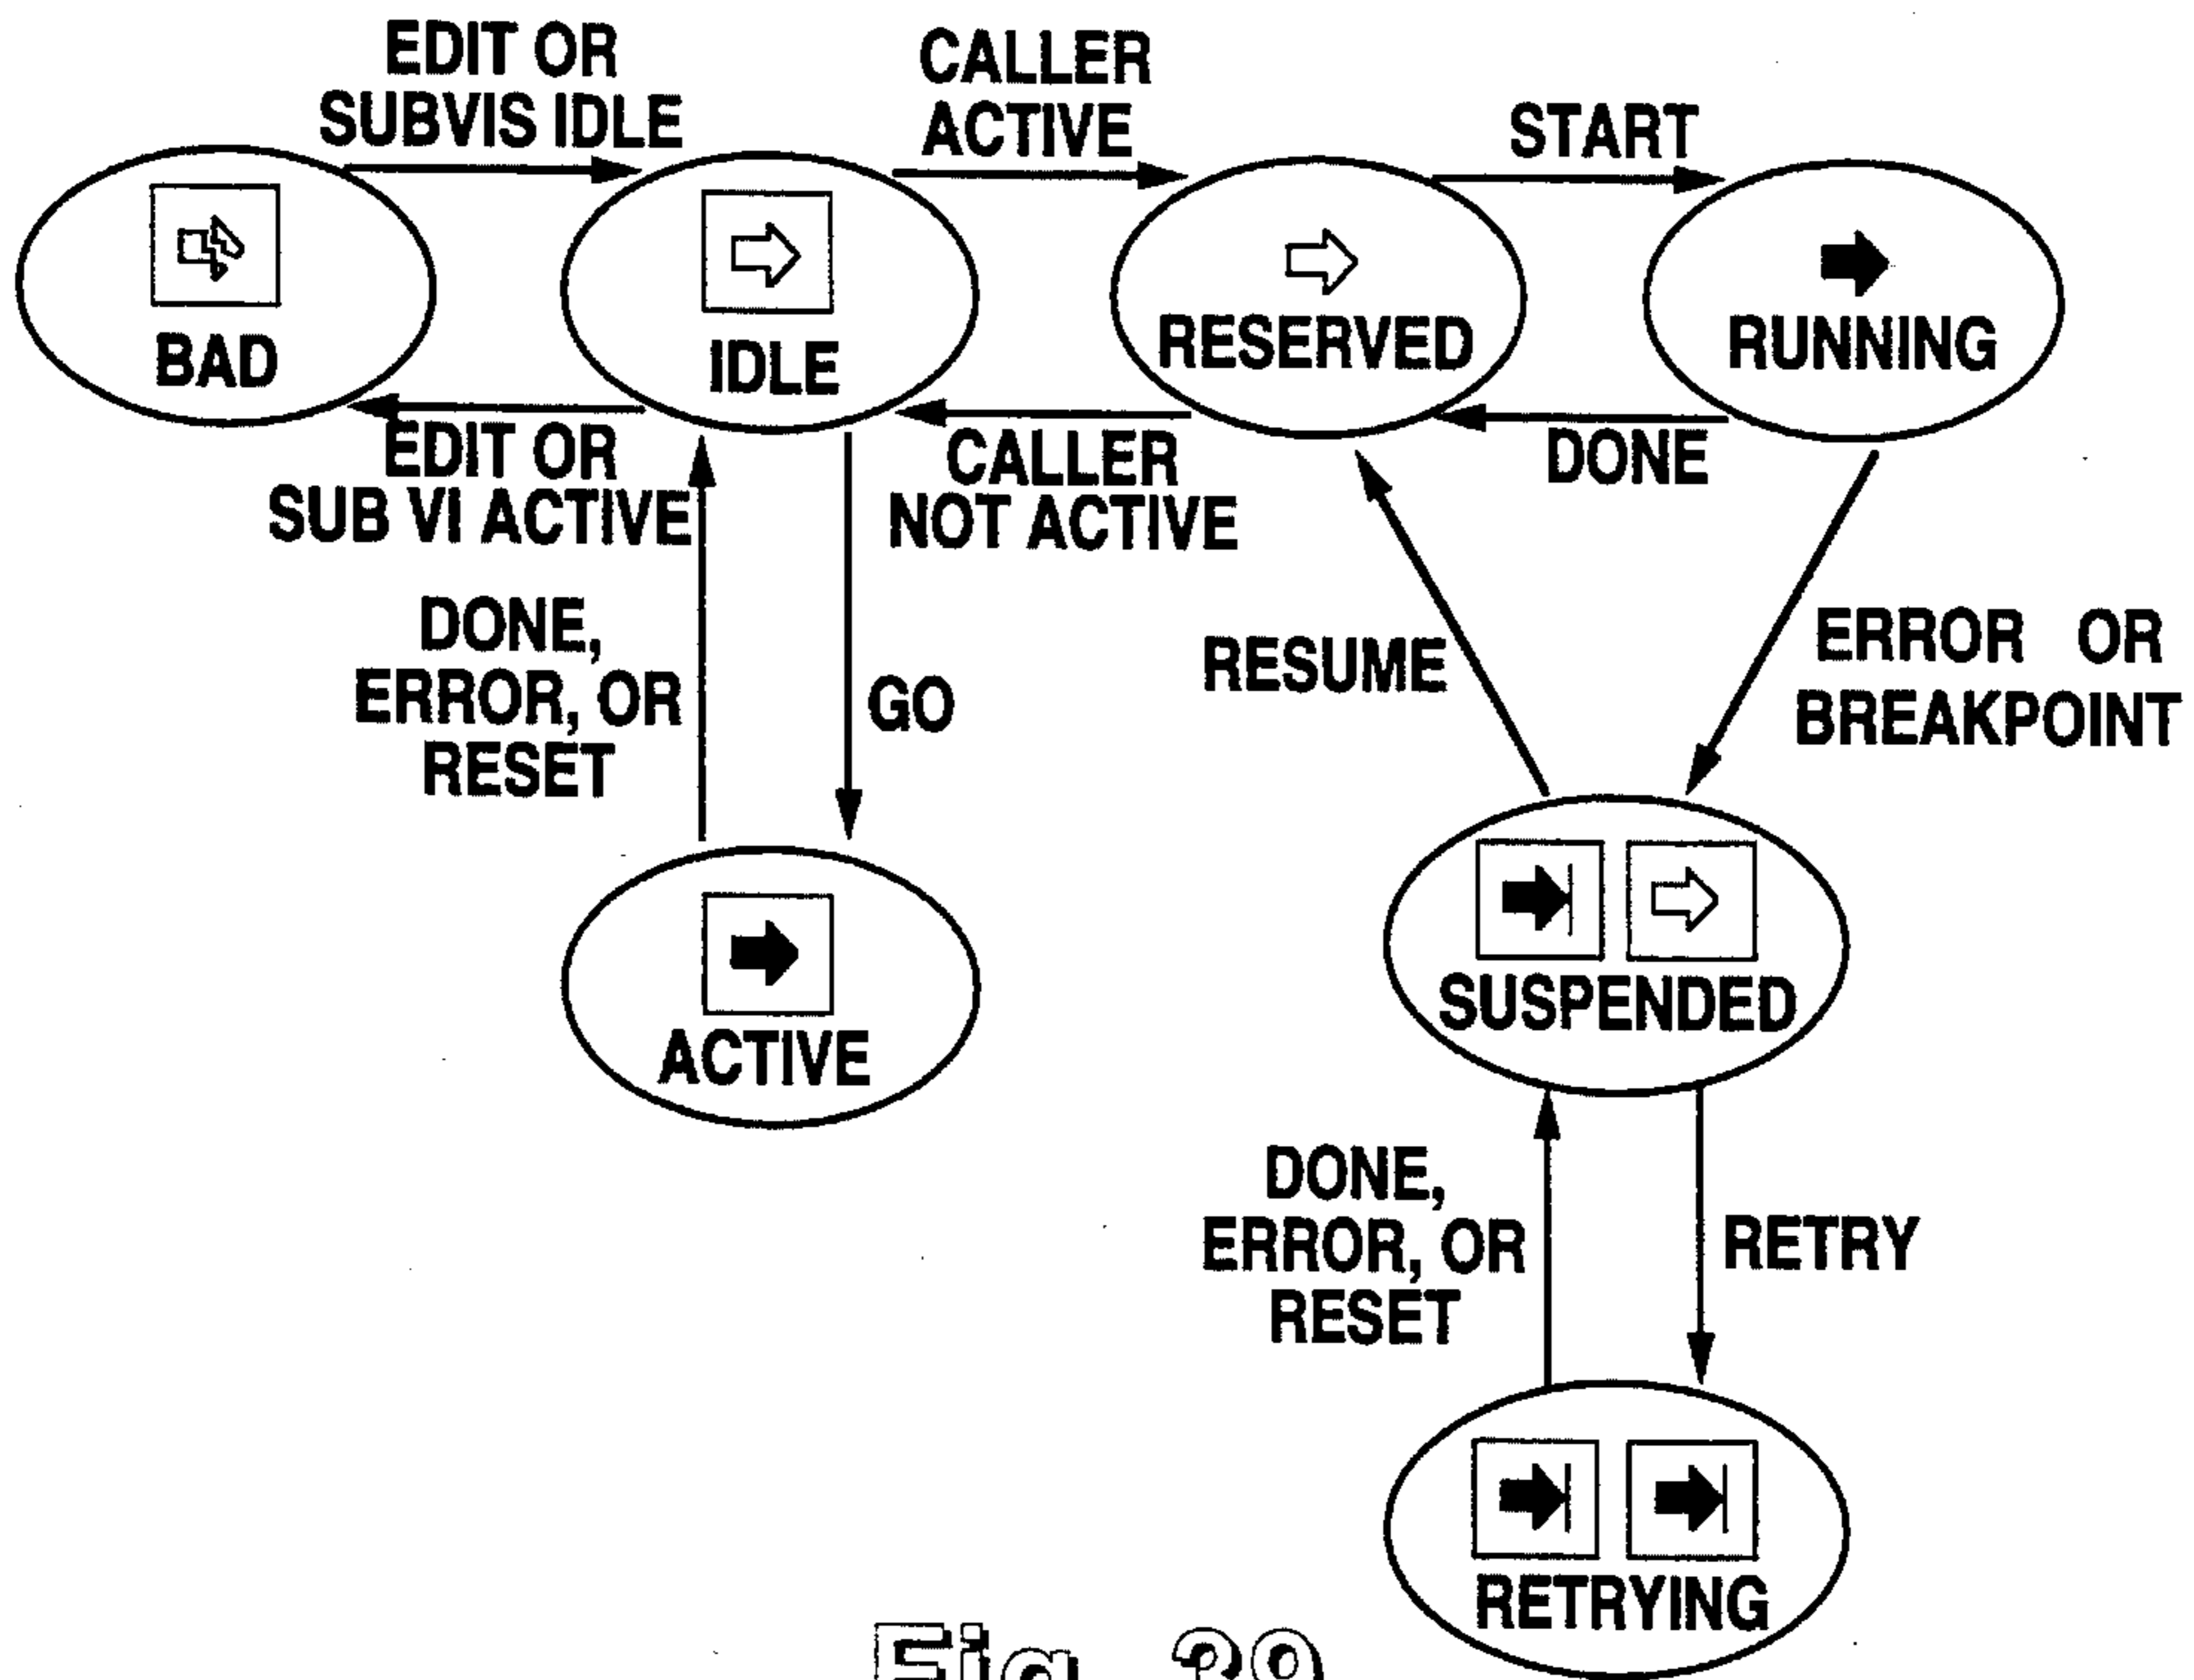 EDIT OR
SUBVIS IDLE
CALLER
ACTIVE
START
BAD
IDLE
RESERVED
RUNNING
EDIT OR
SUB VI ACTIVE
CALLER
NOT ACTIVE
DONE
DONE,
ERROR, OR
RESET
GO
RESUME
ERROR OR
BREAKPOINT
ACTIVE
SUSPENDED
DONE,
ERROR, OR
RESET
RETRY
RETRYING
Fig